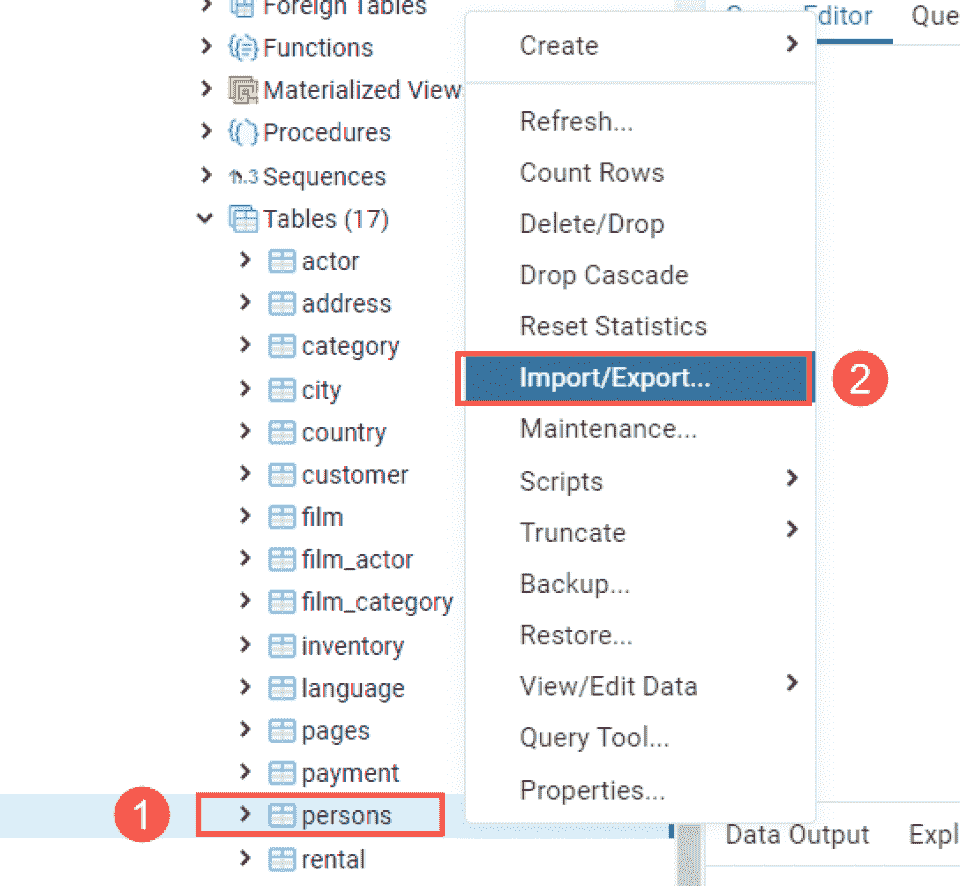 Foreign Tables
Functions
Materialized View
Procedures
1..3 Sequences
Tables (17)
actor
address
category
city
country
customer
film
film_actor
film_category
inventory
language
pages
payment
1
persons
rental
Create
Refresh...
Count Rows
Delete/Drop
Drop Cascade
Reset Statistics
Import/Export...
2
Maintenance...
Scripts
Truncate
Backup...
Restore...
View/Edit Data
Query Tool...
Properties...
Editor
Que
Data Output
Expl